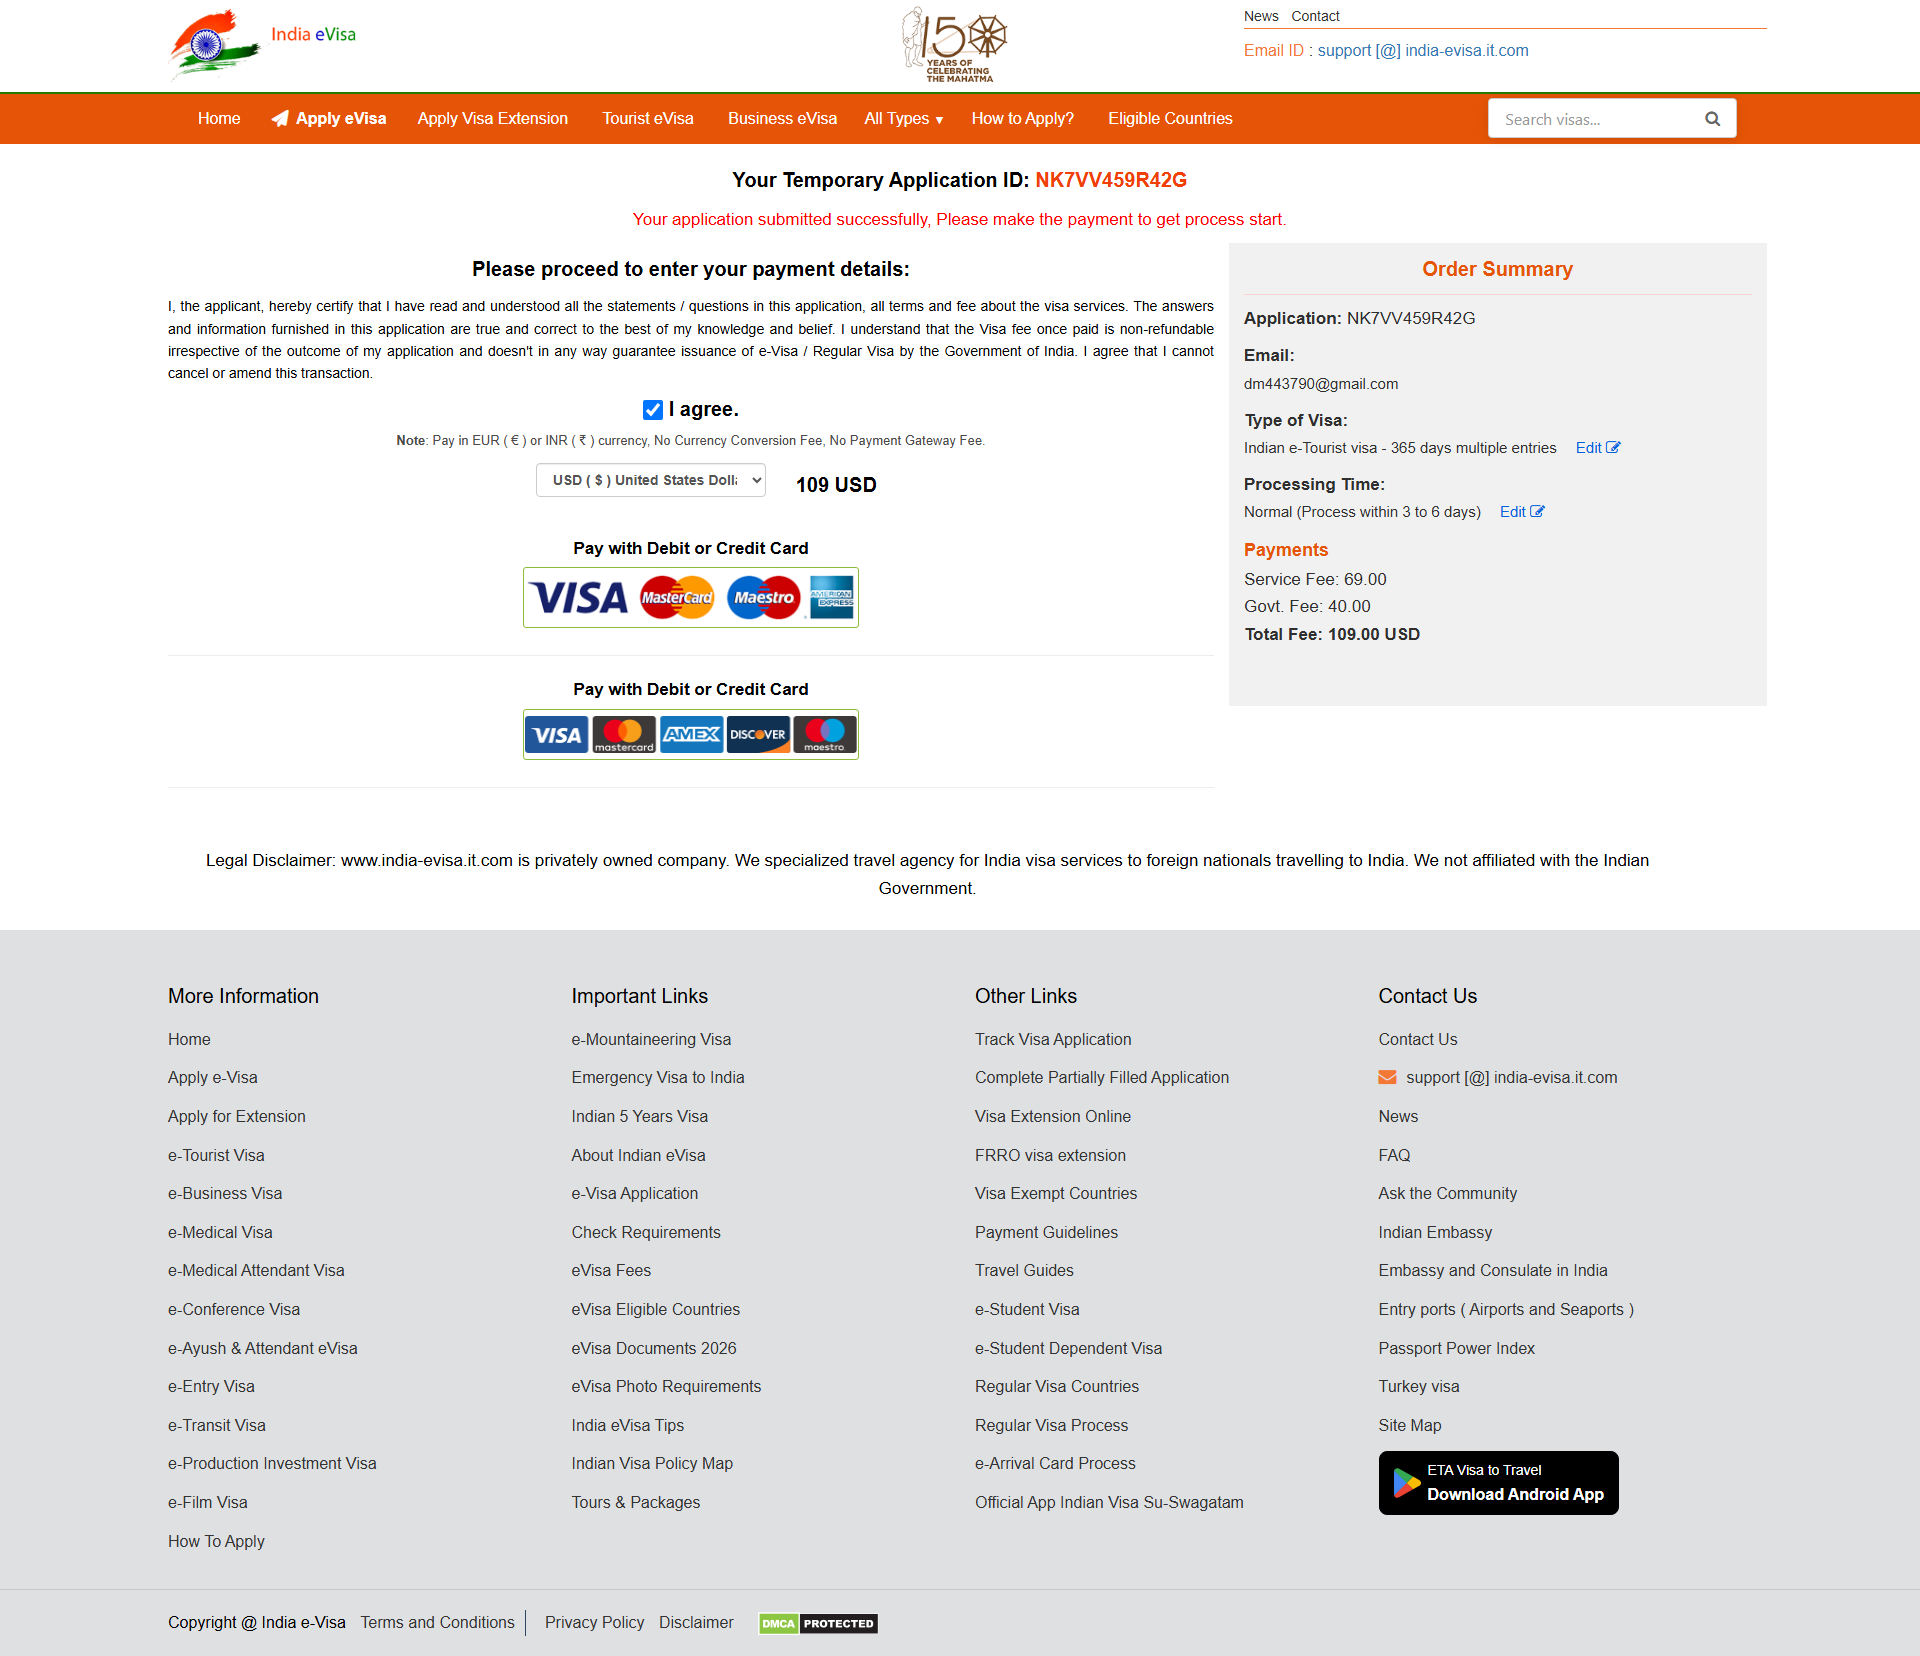 India eVisa
150
YEARS OF
CELEBRATING
THE MAHATMA
News Contact
Email ID : support [@] india-evisa.it.com
Home Apply eVisa Apply Visa Extension Tourist eVisa Business eVisa All Types ▼ How to Apply? Eligible Countries Search visas...
Your Temporary Application ID: NK7VV459R42G
Your application submitted successfully, Please make the payment to get process start.
Please proceed to enter your payment details:
I, the applicant, hereby certify that I have read and understood all the statements / questions in this application, all terms and fee about the visa services. The answers
and information furnished in this application are true and correct to the best of my knowledge and belief. I understand that the Visa fee once paid is non-refundable
irrespective of the outcome of my application and doesn't in any way guarantee issuance of e-Visa / Regular Visa by the Government of India. I agree that I cannot
cancel or amend this transaction.
I agree.
Note: Pay in EUR ( € ) or INR ( ₹ ) currency, No Currency Conversion Fee, No Payment Gateway Fee.
USD ( $ ) United States Doll
109 USD
Pay with Debit or Credit Card
VISA MasterCard Maestro AMERICAN EXPRESS
Pay with Debit or Credit Card
VISA mastercard AMEX DISCOVER maestro
Order Summary
Application: NK7VV459R42G
Email:
dm443790@gmail.com
Type of Visa:
Indian e-Tourist visa - 365 days multiple entries Edit
Processing Time:
Normal (Process within 3 to 6 days) Edit
Payments
Service Fee: 69.00
Govt. Fee: 40.00
Total Fee: 109.00 USD
Legal Disclaimer: www.india-evisa.it.com is privately owned company. We specialized travel agency for India visa services to foreign nationals travelling to India. We not affiliated with the Indian
Government.
More Information
Home
Apply e-Visa
Apply for Extension
e-Tourist Visa
e-Business Visa
e-Medical Visa
e-Medical Attendant Visa
e-Conference Visa
e-Ayush & Attendant eVisa
e-Entry Visa
e-Transit Visa
e-Production Investment Visa
e-Film Visa
How To Apply
Important Links
e-Mountaineering Visa
Emergency Visa to India
Indian 5 Years Visa
About Indian eVisa
e-Visa Application
Check Requirements
eVisa Fees
eVisa Eligible Countries
eVisa Documents 2026
eVisa Photo Requirements
India eVisa Tips
Indian Visa Policy Map
Tours & Packages
Other Links
Track Visa Application
Complete Partially Filled Application
Visa Extension Online
FRRO visa extension
Visa Exempt Countries
Payment Guidelines
Travel Guides
e-Student Visa
e-Student Dependent Visa
Regular Visa Countries
Regular Visa Process
e-Arrival Card Process
Official App Indian Visa Su-Swagatam
Contact Us
Contact Us
support [@] india-evisa.it.com
News
FAQ
Ask the Community
Indian Embassy
Embassy and Consulate in India
Entry ports ( Airports and Seaports )
Passport Power Index
Turkey visa
Site Map
ETA Visa to Travel
Download Android App
Copyright @ India e-Visa Terms and Conditions Privacy Policy Disclaimer DMCA PROTECTED